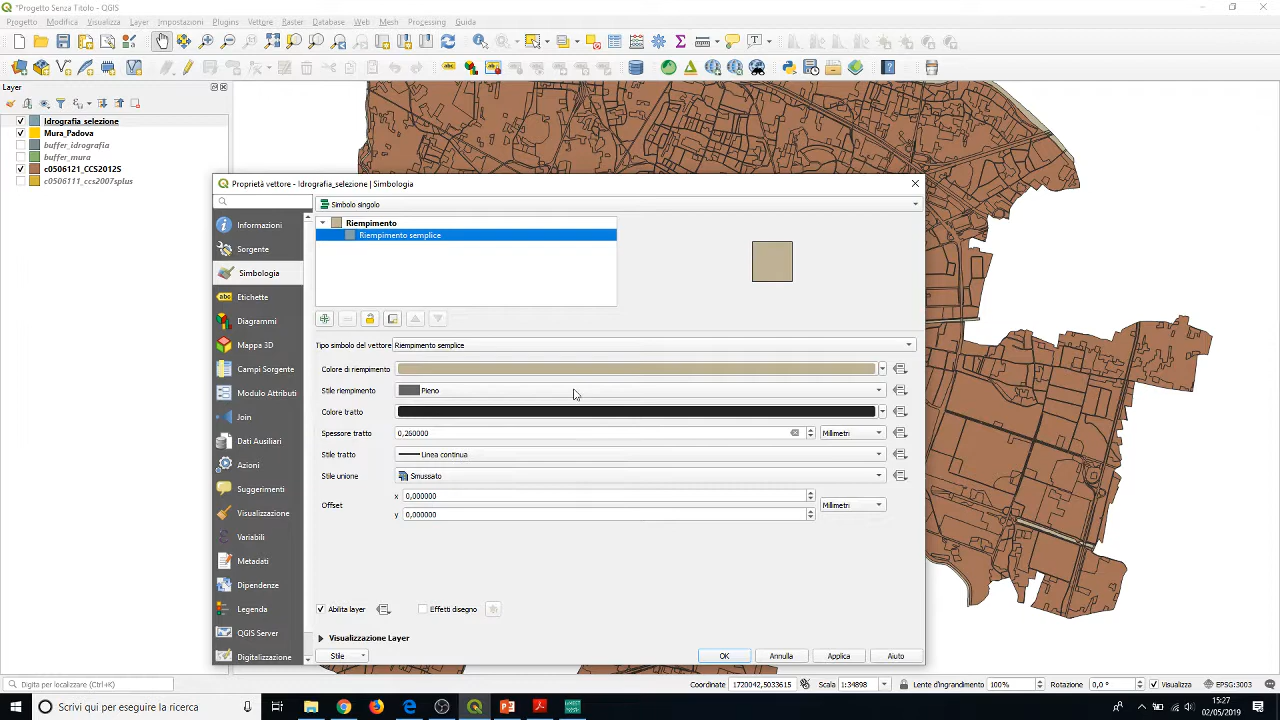 *Progetto Senza Titolo - QGIS
Progetto Modifica Visualizza Layer Impostazioni Plugins Vettore Raster Database Web Mesh Processing Guida
Layer
Idrografia_selezione
Mura_Padova
buffer_idrografia
buffer_mura
c0506121_CCS2012S
c0506111_ccs2007splus
Proprietà vettore - Idrografia_selezione | Simbologia
Simbolo singolo
Informazioni
Sorgente
Simbologia
Etichette
Diagrammi
Mappa 3D
Campi Sorgente
Modulo Attributi
Join
Dati Ausiliari
Azioni
Suggerimenti
Visualizzazione
Variabili
Metadati
Dipendenze
Legenda
QGIS Server
Digitalizzazione
Riempimento
Riempimento semplice
Tipo simbolo del vettore Riempimento semplice
Colore di riempimento
Stile riempimento Pieno
Colore tratto
Spessore tratto 0,260000 Millimetri
Stile tratto Linea continua
Stile unione Smussato
Offset x 0,000000 Millimetri
y 0,000000
Abilita layer Effetti disegno
Visualizzazione Layer
Stile OK Annulla Applica Aiuto
Digita per localizzare (Ctrl+K) Coordinate 1720042,5033615 Scala 1:34898 Lente d'ingrandimento 100% Rotazione 0,0 ° Visualizza EPSG:3003
Scrivi qui per eseguire la ricerca
15:27
02/05/2019